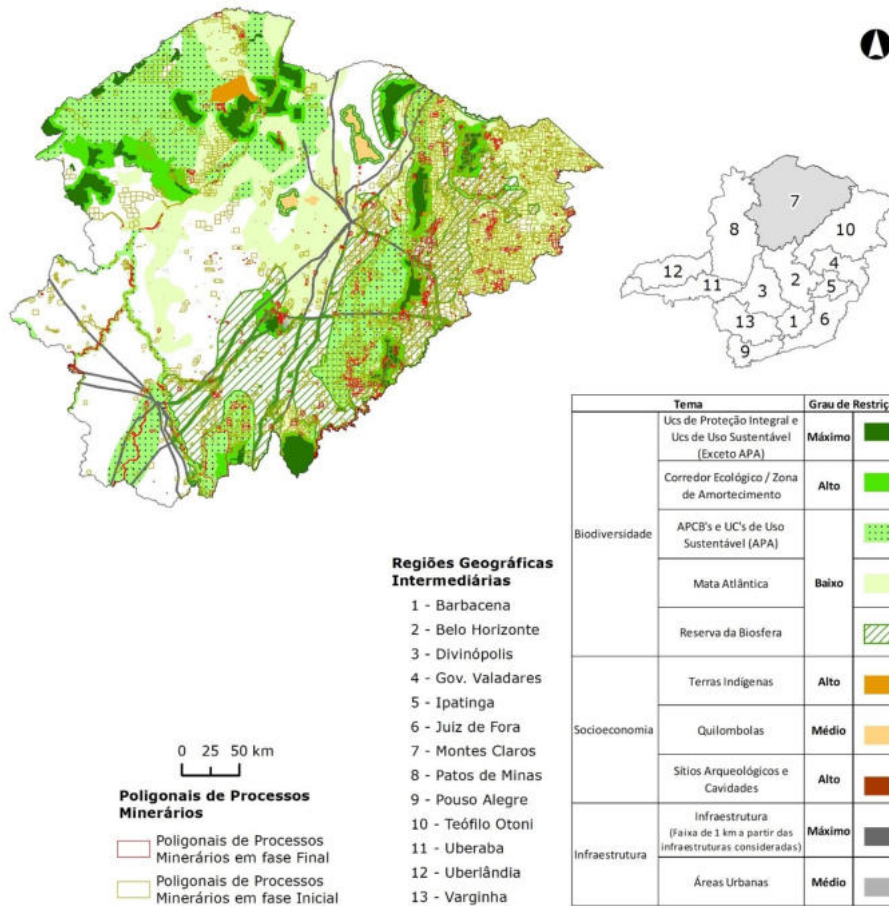 7
8
10
4
12
11
3
2
5
13
1
6
9
Tema Grau de Restriç
Biodiversidade
Ucs de Proteção Integral e
Ucs de Uso Sustentável
(Exceto APA)
Máximo
Corredor Ecológico / Zona
de Amortecimento
Alto
APCB's e UC's de Uso
Sustentável (APA)
Mata Atlântica
Baixo
Reserva da Biosfera
Socioeconomia
Terras Indígenas
Alto
Quilombolas
Médio
Sítios Arqueológicos e
Cavidades
Alto
Infraestrutura
Infraestrutura
(Faixa de 1 km a partir das
infraestruturas consideradas)
Máximo
Áreas Urbanas
Médio
Regiões Geográficas
Intermediárias
1 - Barbacena
2 - Belo Horizonte
3 - Divinópolis
4 - Gov. Valadares
5 - Ipatinga
6 - Juiz de Fora
7 - Montes Claros
8 - Patos de Minas
9 - Pouso Alegre
10 - Teófilo Otoni
11 - Uberaba
12 - Uberlândia
13 - Varginha
0 25 50 km
Poligonais de Processos
Minerários
Poligonais de Processos
Minerários em fase Final
Poligonais de Processos
Minerários em fase Inicial